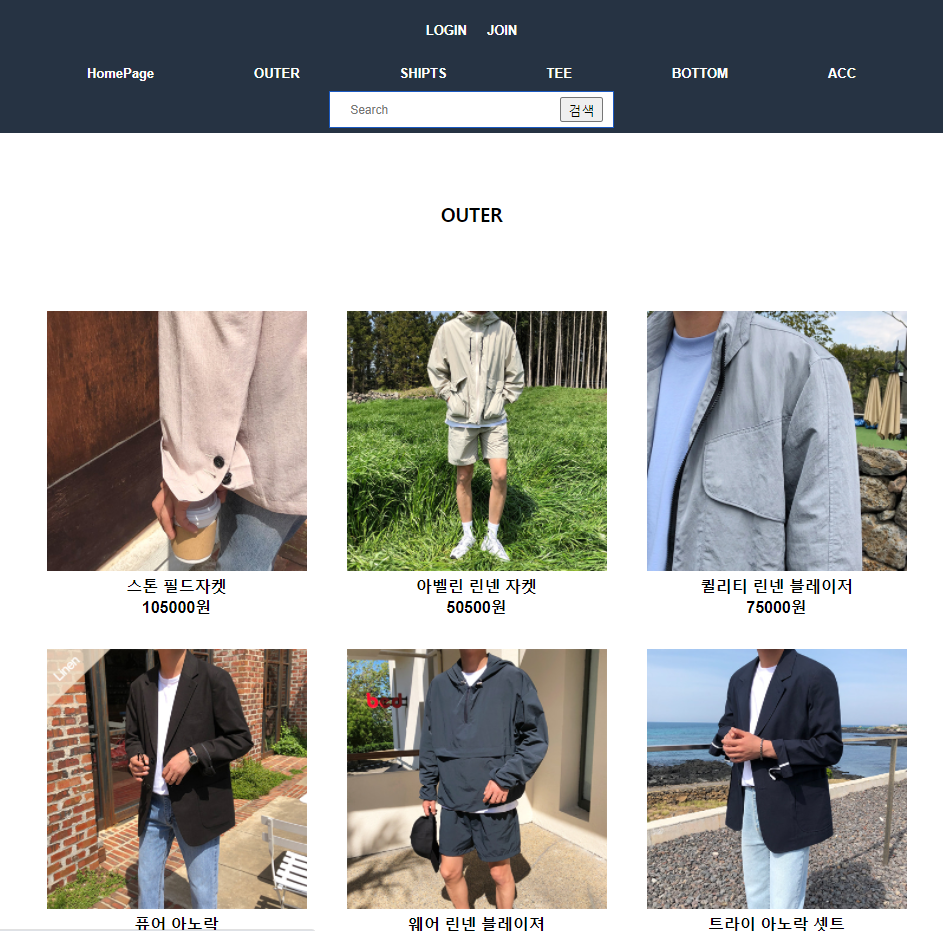 LOGIN JOIN
HomePage OUTER SHIPTS TEE BOTTOM ACC
Search 검색
OUTER
스톤 필드자켓
105000원
아벨린 린넨 자켓
50500원
퀄리티 린넨 블레이저
75000원
Linen
퓨어 아노락
웨어 린넨 블레이져
트라이 아노락 셋트